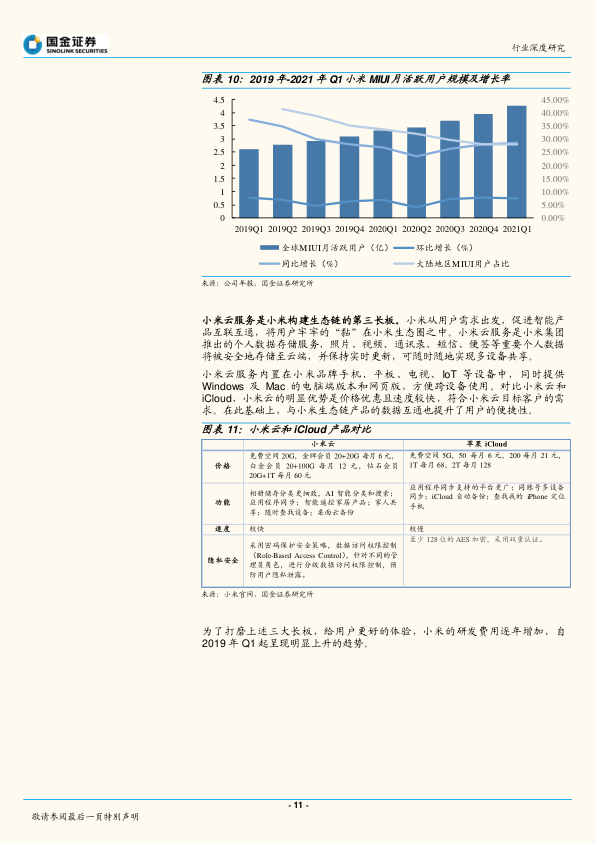 国金证券
SINOLINK SECURITIES
行业深度研究
图表 10：2019 年-2021 年 Q1 小米 MIUI 月活跃用户规模及增长率
4.5
4
3.5
3
2.5
2
1.5
1
0.5
0
45.00%
40.00%
35.00%
30.00%
25.00%
20.00%
15.00%
10.00%
5.00%
0.00%
2019Q1 2019Q2 2019Q3 2019Q4 2020Q1 2020Q2 2020Q3 2020Q4 2021Q1
全球MIUI月活跃用户（亿） 环比增长（%）
同比增长（%） 大陆地区MIUI用户占比
来源：公司年报，国金证券研究所
小米云服务是小米构建生态链的第三长板。小米从用户需求出发，促进智能产
品互联互通，将用户牢牢的“黏”在小米生态圈之中。小米云服务是小米集团
推出的个人数据存储服务，照片、视频、通讯录、短信、便签等重要个人数据
将被安全地存储至云端，并保持实时更新，可随时随地实现多设备共享。
小米云服务内置在小米品牌手机、平板、电视、IoT 等设备中，同时提供
Windows 及 Mac 的电脑端版本和网页版，方便跨设备使用。对比小米云和
iCloud，小米云的明显优势是价格优惠且速度较快，符合小米云目标客户的需
求。在此基础上，与小米生态链产品的数据互通也提升了用户的便捷性。
图表 11：小米云和 iCloud 产品对比
小米云 苹果 iCloud
价格
免费空间 20G，金牌会员 20+20G 每月 6 元，
白金会员 20+100G 每月 12 元，钻石会员
20G+1T 每月 60 元
免费空间 5G，50 每月 6 元，200 每月 21 元，
1T 每月 68，2T 每月 128
功能
相册储存分类更细致，AI 智能分类和搜索；
应用程序同步；智能遥控家居产品；家人共
享；随时查找设备；桌面云备份
应用程序同步支持的平台更广；同账号多设备
同步；iCloud 自动备份；查找我的 iPhone 定位
手机
速度 较快 较慢
隐私安全
采用密码保护安全策略，数据访问权限控制
（Role-Based Access Control），针对不同的管
理员角色，进行分级数据访问权限控制，预
防用户隐私泄露。
至少 128 位的 AES 加密，采用双重认证。
来源：小米官网，国金证券研究所
为了打磨上述三大长板，给用户更好的体验，小米的研发费用逐年增加，自
2019 年 Q1 起呈现明显上升的趋势。
- 11 -
敬请参阅最后一页特别声明